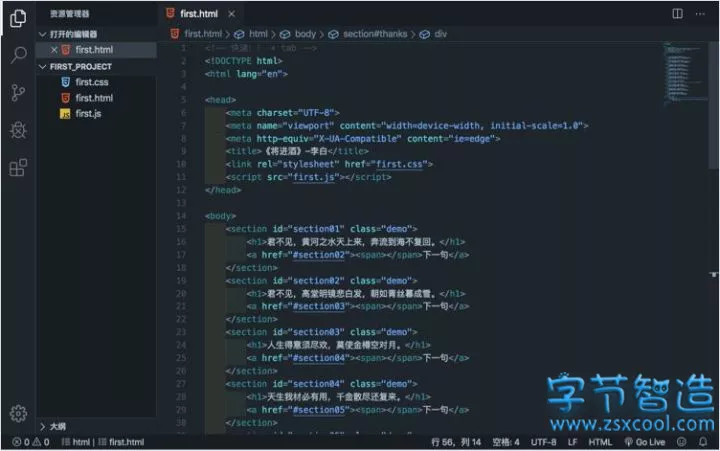 资源管理器
first.html
打开的编辑器
first.html
FIRST_PROJECT
first.css
first.html
first.js
大纲
first.html > html > body > section#thanks > div
1 <!-- 快速：! + tab -->
2 <!DOCTYPE html>
3 <html lang="en">
4
5 <head>
6 <meta charset="UTF-8">
7 <meta name="viewport" content="width=device-width, initial-scale=1.0">
8 <meta http-equiv="X-UA-Compatible" content="ie=edge">
9 <title>《将进酒》-李白</title>
10 <link rel="stylesheet" href="first.css">
11 <script src="first.js"></script>
12 </head>
13
14 <body>
15 <section id="section01" class="demo">
16 <h1>君不见，黄河之水天上来，奔流到海不复回。</h1>
17 <a href="#section02"><span></span>下一句</a>
18 </section>
19 <section id="section02" class="demo">
20 <h1>君不见，高堂明镜悲白发，朝如青丝暮成雪。</h1>
21 <a href="#section03"><span></span>下一句</a>
22 </section>
23 <section id="section03" class="demo">
24 <h1>人生得意须尽欢，莫使金樽空对月。</h1>
25 <a href="#section04"><span></span>下一句</a>
26 </section>
27 <section id="section04" class="demo">
28 <h1>天生我材必有用，千金散尽还复来。</h1>
29 <a href="#section05"><span></span>下一句</a>
30 </section>
字节智造
www.zsxcool.com
0 0 html first.html 行 56，列 14 空格: 4 UTF-8 LF HTML Go Live